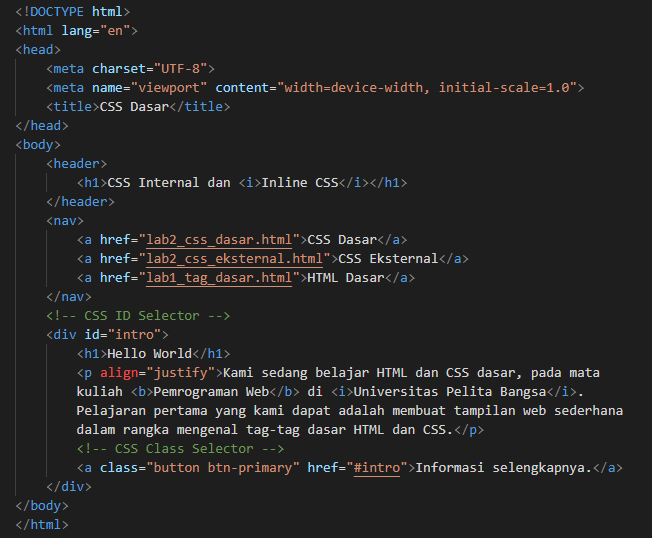 <!DOCTYPE html>
<html lang="en">
<head>
    <meta charset="UTF-8">
    <meta name="viewport" content="width=device-width, initial-scale=1.0">
    <title>CSS Dasar</title>
</head>
<body>
    <header>
        <h1>CSS Internal dan <i>Inline CSS</i></h1>
    </header>
    <nav>
        <a href="lab2_css_dasar.html">CSS Dasar</a>
        <a href="lab2_css_eksternal.html">CSS Eksternal</a>
        <a href="lab1_tag_dasar.html">HTML Dasar</a>
    </nav>
    <!-- CSS ID Selector -->
    <div id="intro">
        <h1>Hello World</h1>
        <p align="justify">Kami sedang belajar HTML dan CSS dasar, pada mata
        kuliah <b>Pemrograman Web</b> di <i>Universitas Pelita Bangsa</i>.
        Pelajaran pertama yang kami dapat adalah membuat tampilan web sederhana
        dalam rangka mengenal tag-tag dasar HTML dan CSS.</p>
        <!-- CSS Class Selector -->
        <a class="button btn-primary" href="#intro">Informasi selengkapnya.</a>
    </div>
</body>
</html>